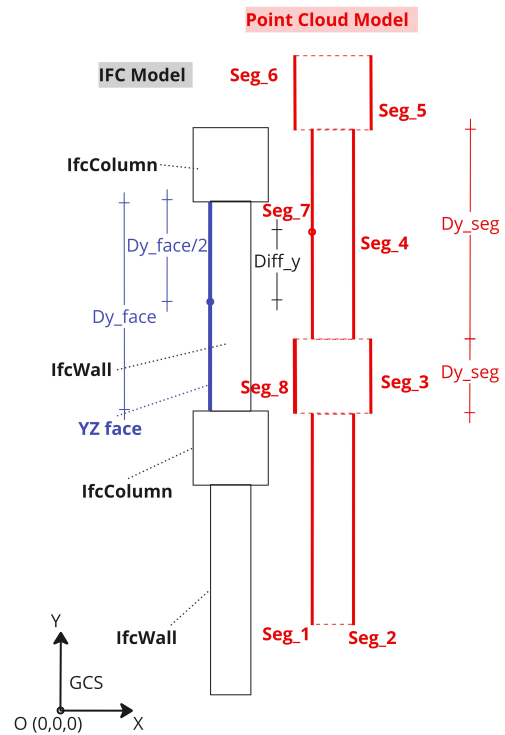 Point Cloud Model
IFC Model
Seg_6
Seg_5
IfcColumn
Seg_7
Dy_seg
Dy_face/2
Seg_4
Diff_y
Dy_face
IfcWall
Seg_8
Seg_3
Dy_seg
YZ face
IfcColumn
Y
IfcWall
Seg_1
Seg_2
GCS
O (0,0,0)
X